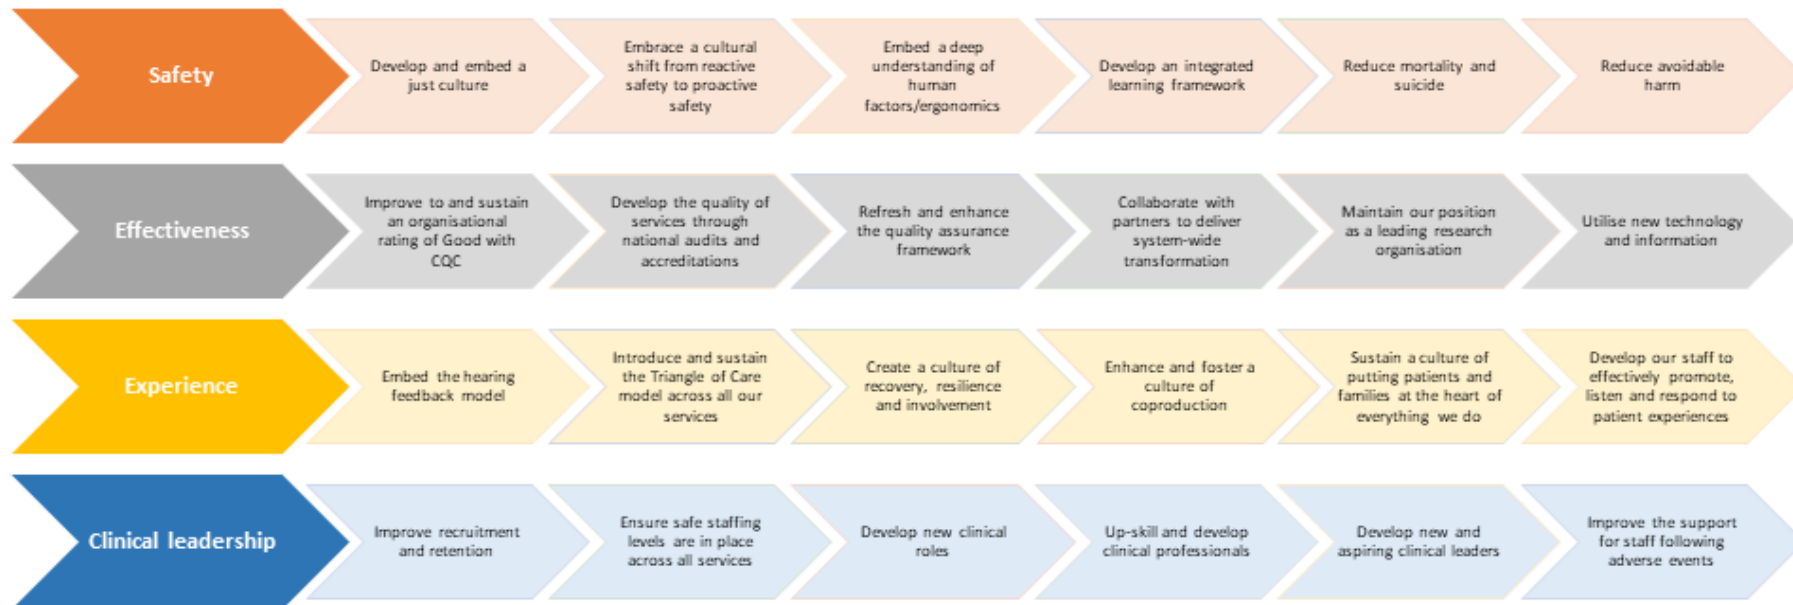 Safety
Develop and embed a
just culture
Embrace a cultural
shift from reactive
safety to proactive
safety
Embed a deep
understanding of
human
factors/ergonomics
Develop an integrated
learning framework
Reduce mortality and
suicide
Reduce avoidable
harm
Effectiveness
Improve to and sustain
an organisational
rating of Good with
CQC
Develop the quality of
services through
national audits and
accreditations
Refresh and enhance
the quality assurance
framework
Collaborate with
partners to deliver
system-wide
transformation
Maintain our position
as a leading research
organisation
Utilise new technology
and information
Experience
Embed the hearing
feedback model
Introduce and sustain
the Triangle of Care
model across all our
services
Create a culture of
recovery, resilience
and involvement
Enhance and foster a
culture of
coproduction
Sustain a culture of
putting patients and
families at the heart of
everything we do
Develop our staff to
effectively promote,
listen and respond to
patient experiences
Clinical leadership
Improve recruitment
and retention
Ensure safe staffing
levels are in place
across all services
Develop new clinical
roles
Up-skill and develop
clinical professionals
Develop new and
aspiring clinical leaders
Improve the support
for staff following
adverse events